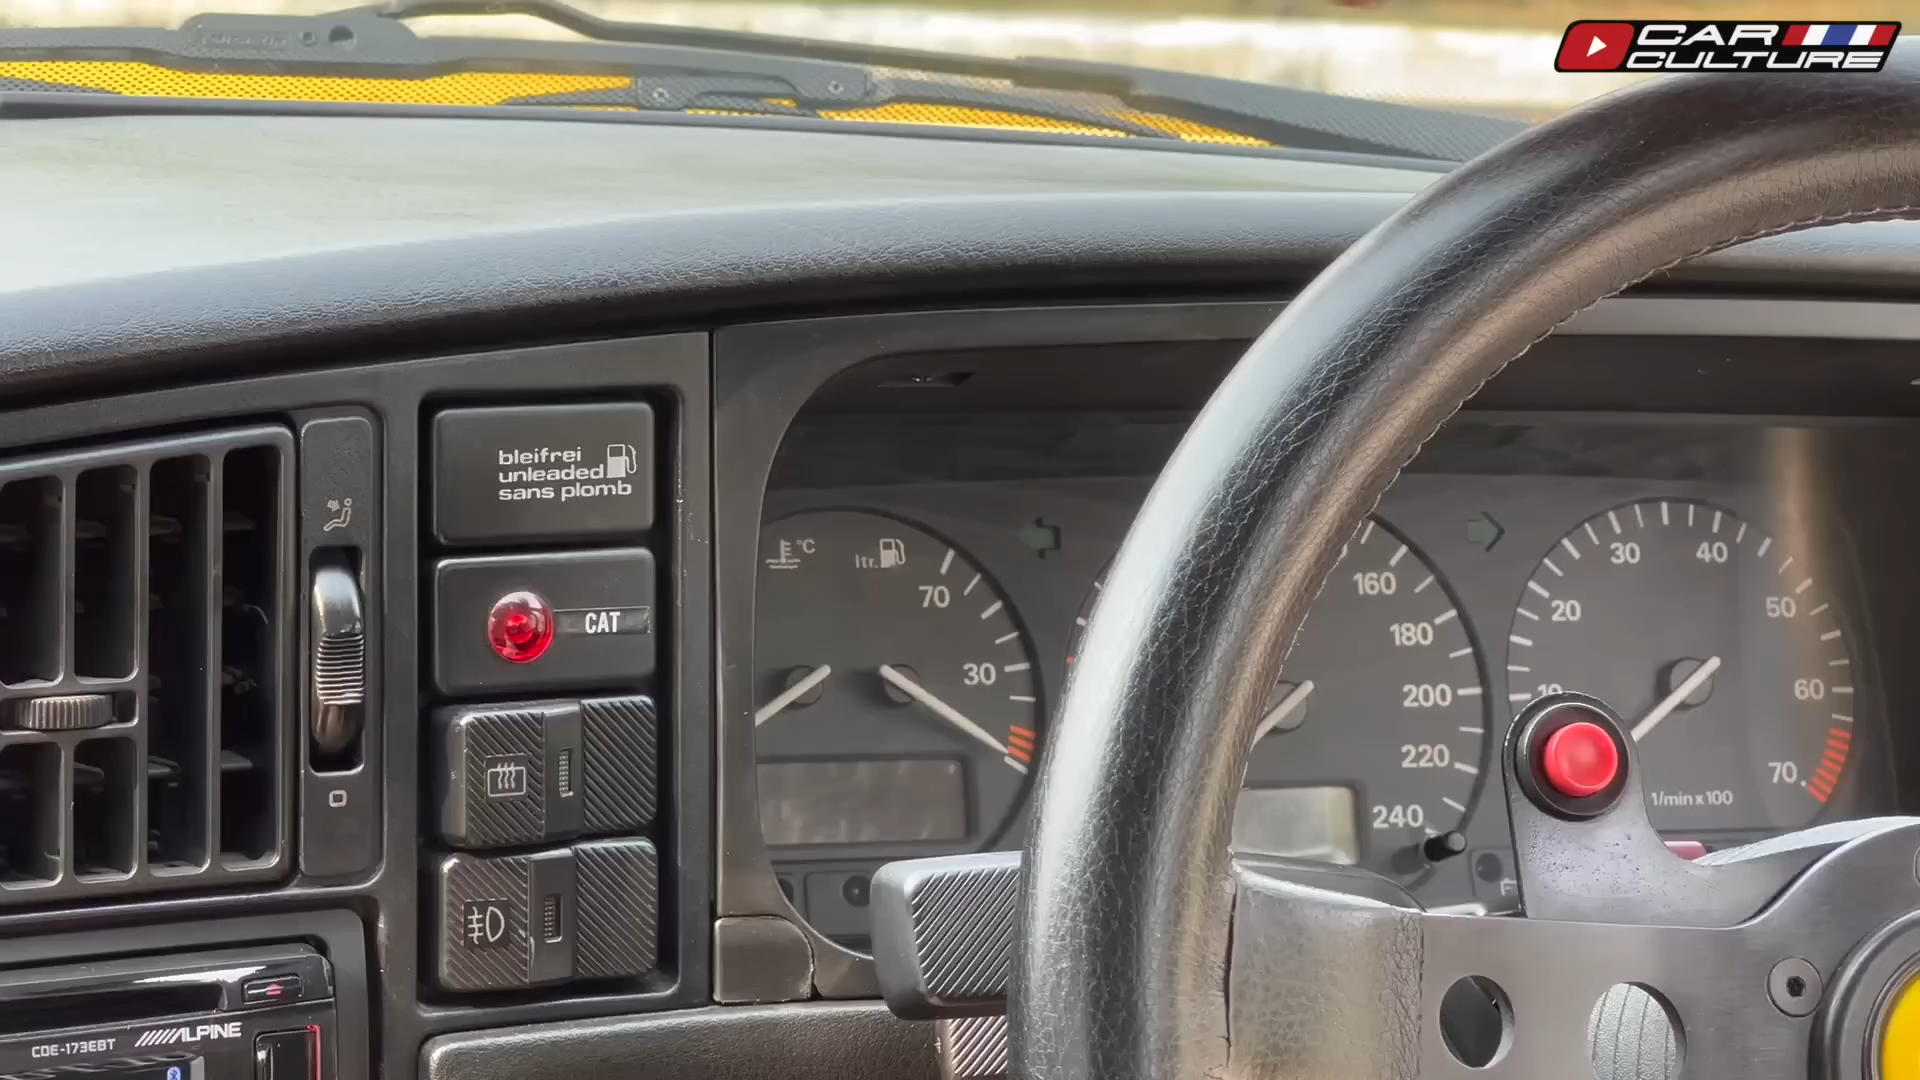 CAR
CULTURE
bleifrei
unleaded
sans plomb
CAT
°C
ltr.
70
30
160
180
200
220
240
10
20
30
40
50
60
70
1/min x 100
ALPINE
CDE-173EBT